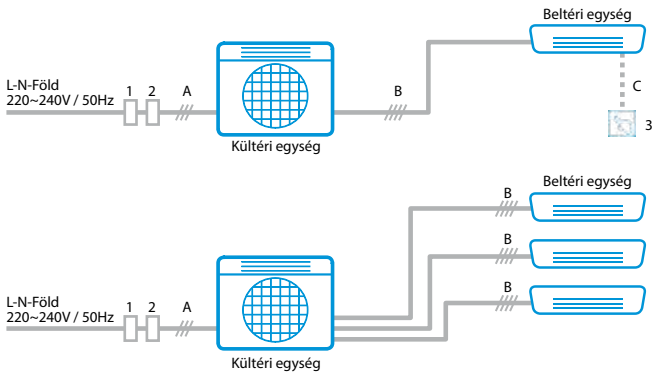 Beltéri egység
L-N-Föld
220~240V / 50Hz
1 2 A
B
C
3
Kültéri egység
Beltéri egység
B
B
L-N-Föld
220~240V / 50Hz
1 2 A
B
Kültéri egység